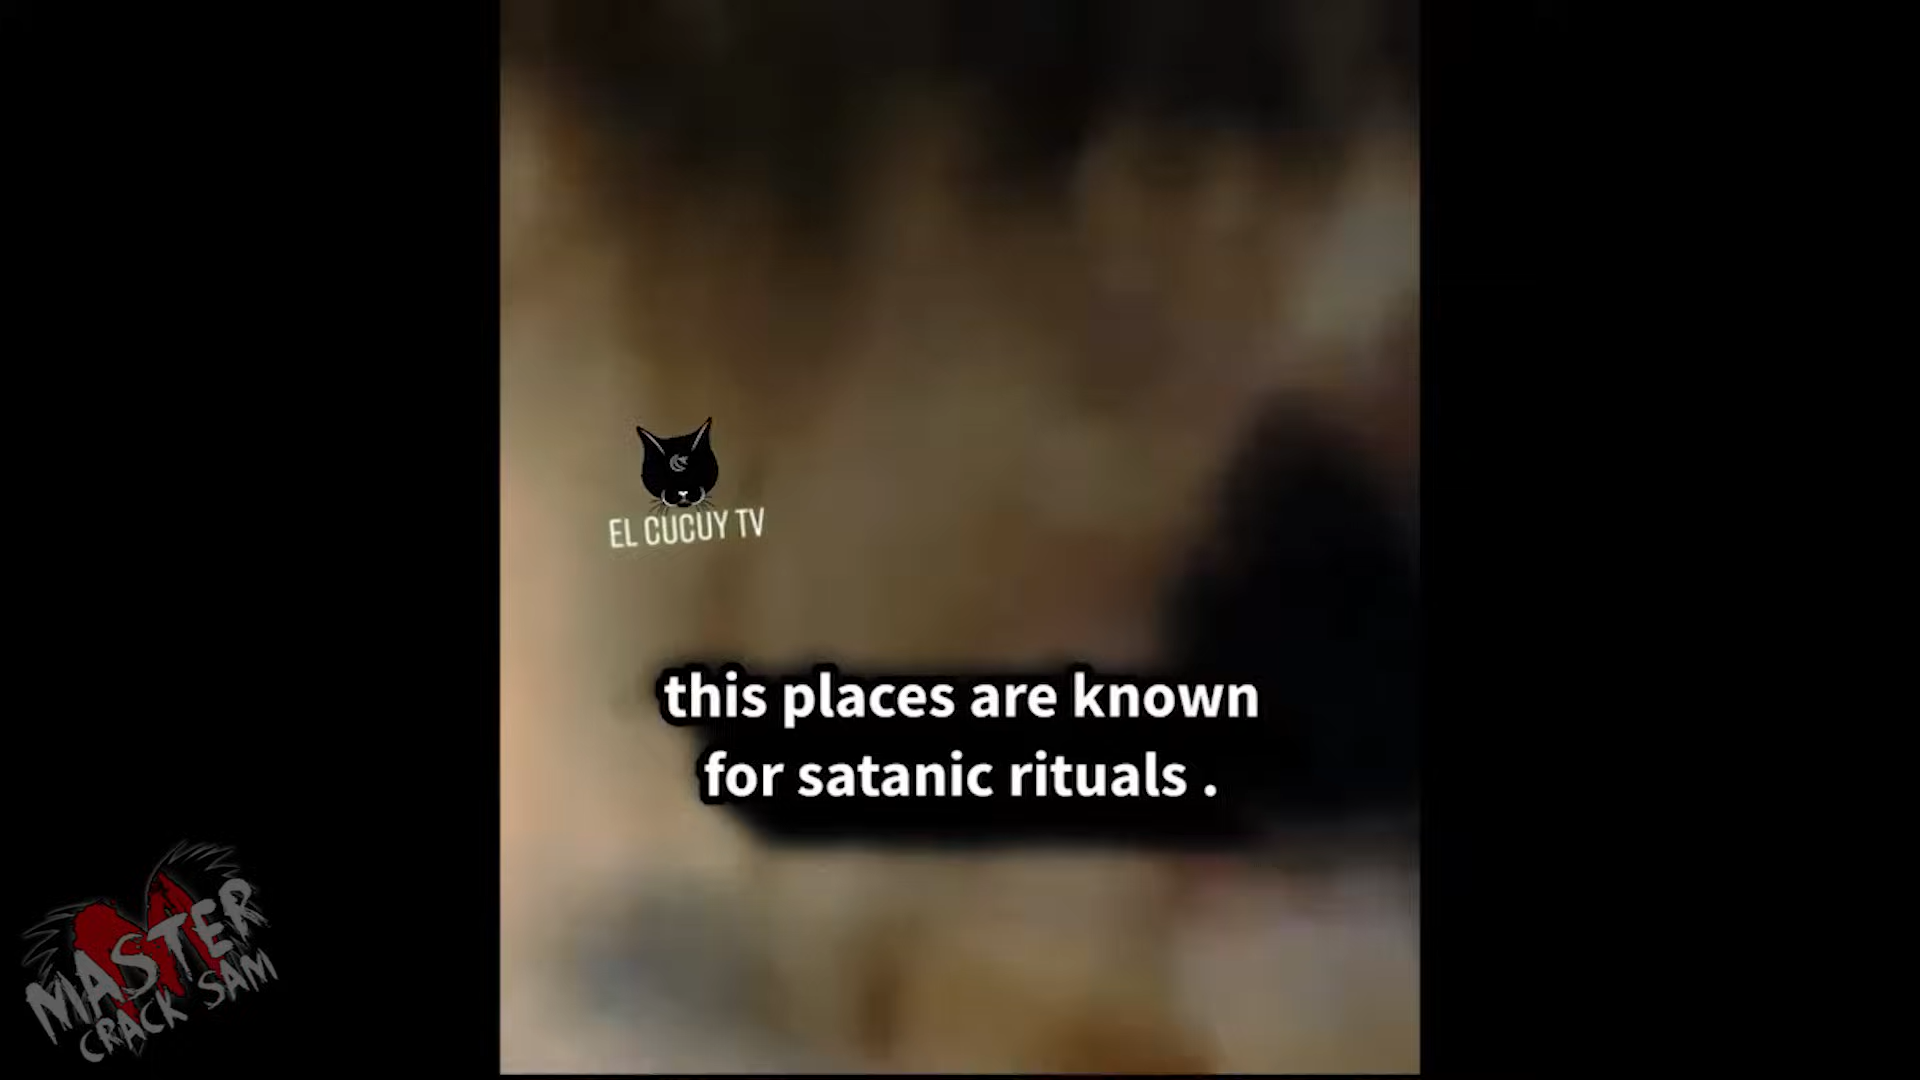 EL CUCUY TV
this places are known
for satanic rituals .
MASTER
CRACK SAM